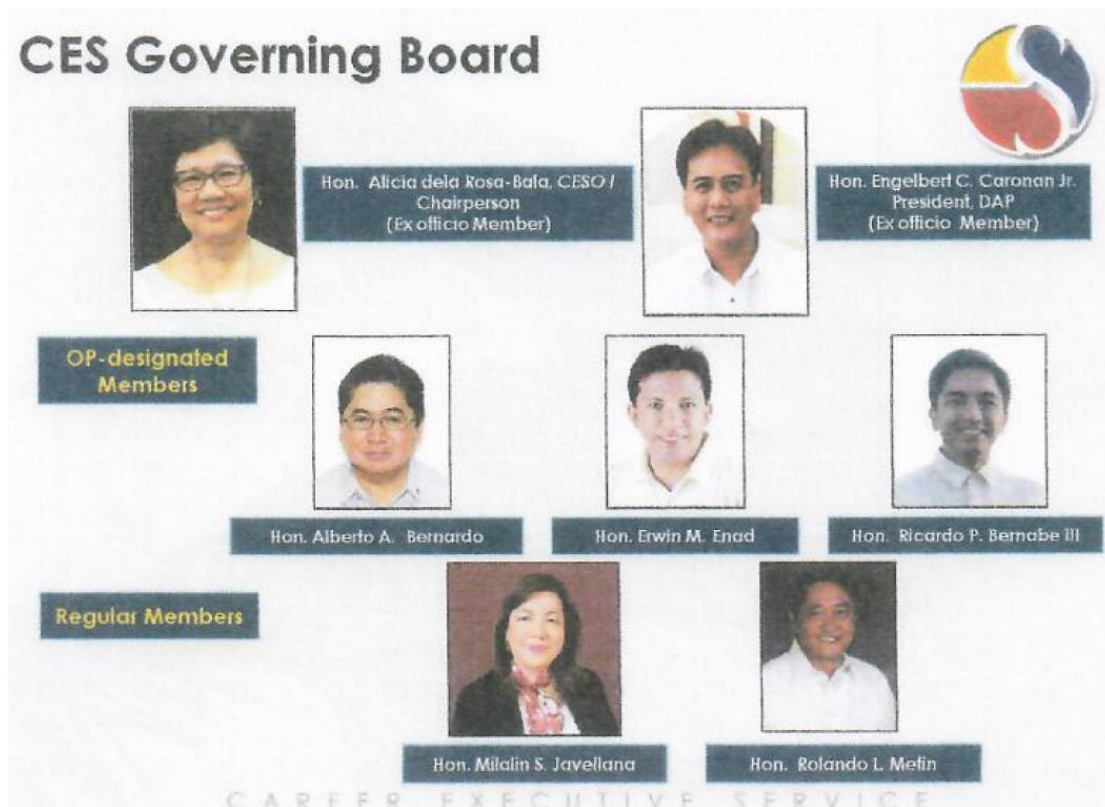 CES Governing Board
Hon. Alicia dela Rosa-Bala, CESO I
Chairperson
(Ex officio Member)
Hon. Engelbert C. Caronan Jr.
President, DAP
(Ex officio Member)
OP-designated
Members
Hon. Alberto A. Bernardo
Hon. Erwin M. Enad
Hon. Ricardo P. Bernabe III
Regular Members
Hon. Milalin S. Javellana
Hon. Rolando L. Metin
CAREER EXECUTIVE SERVICE